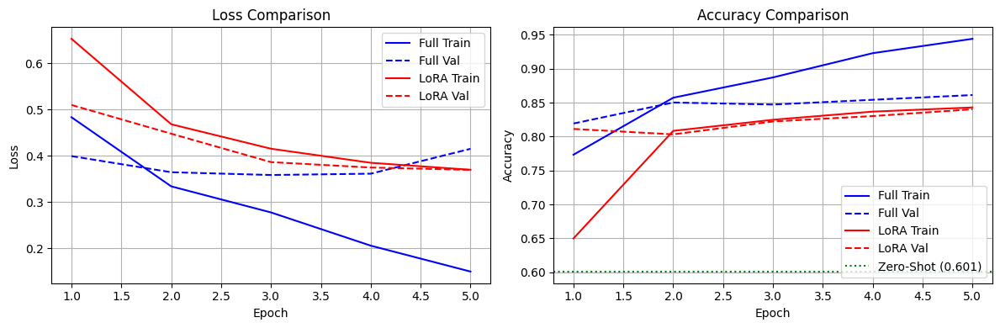 Loss Comparison
Loss
0.6
0.5
0.4
0.3
0.2
Full Train
Full Val
LoRA Train
LoRA Val
1.0 1.5 2.0 2.5 3.0 3.5 4.0 4.5 5.0
Epoch
Accuracy Comparison
Accuracy
0.95
0.90
0.85
0.80
0.75
0.70
0.65
0.60
Full Train
Full Val
LoRA Train
LoRA Val
Zero-Shot (0.601)
1.0 1.5 2.0 2.5 3.0 3.5 4.0 4.5 5.0
Epoch